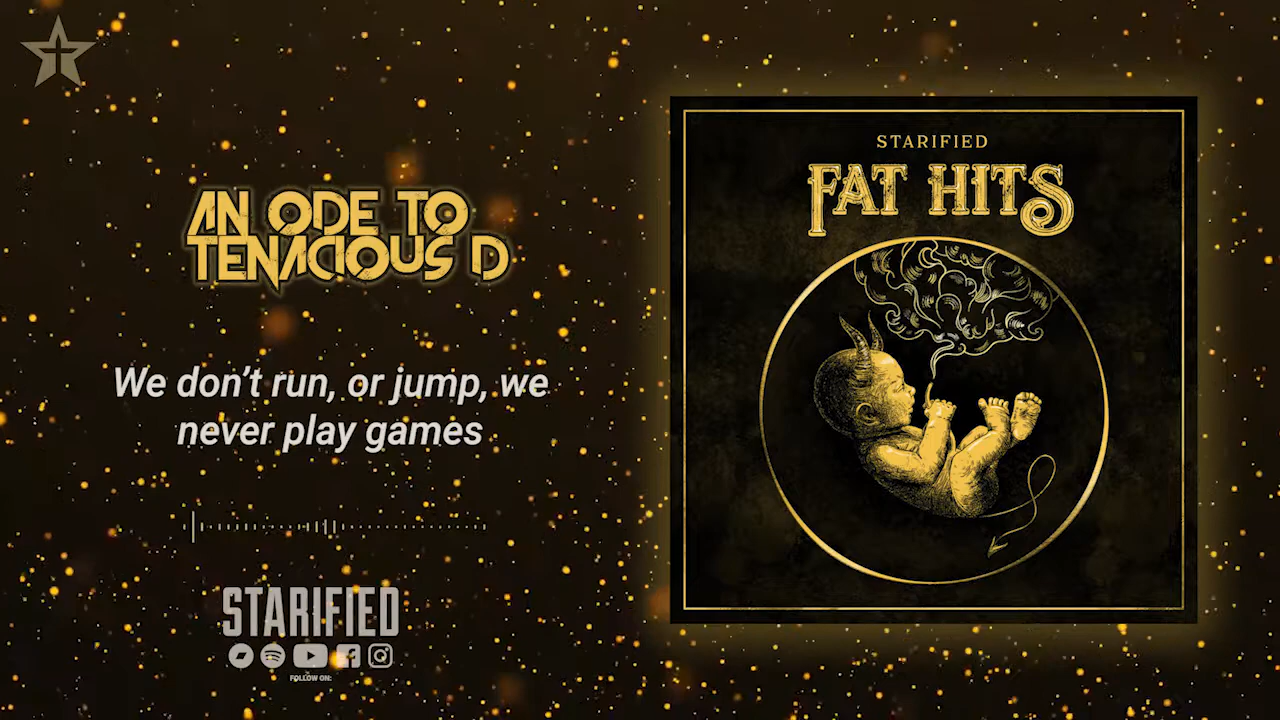 AN ODE TO
TENACIOUS D
We don’t run, or jump, we
never play games
STARIFIED
FOLLOW ON:
STARIFIED
FAT HITS